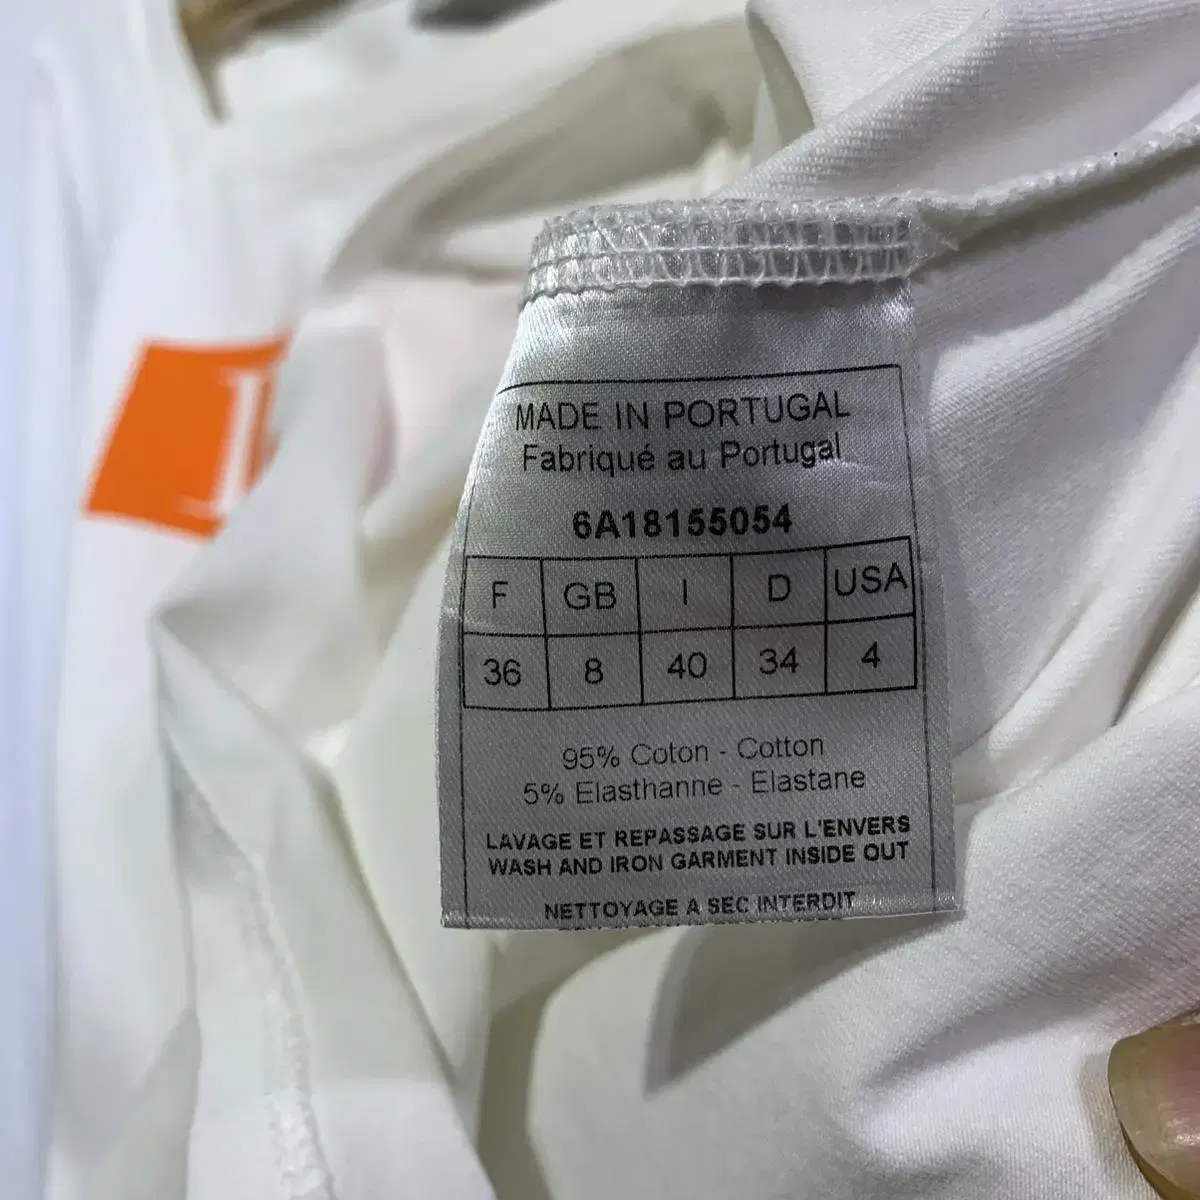 MADE IN PORTUGAL
Fabriqué au Portugal
6A18155054
F GB I D USA
36 8 40 34 4
95% Coton - Cotton
5% Elasthanne - Elastane
LAVAGE ET REPASSAGE SUR L'ENVERS
WASH AND IRON GARMENT INSIDE OUT
NETTOYAGE A SEC INTERDIT